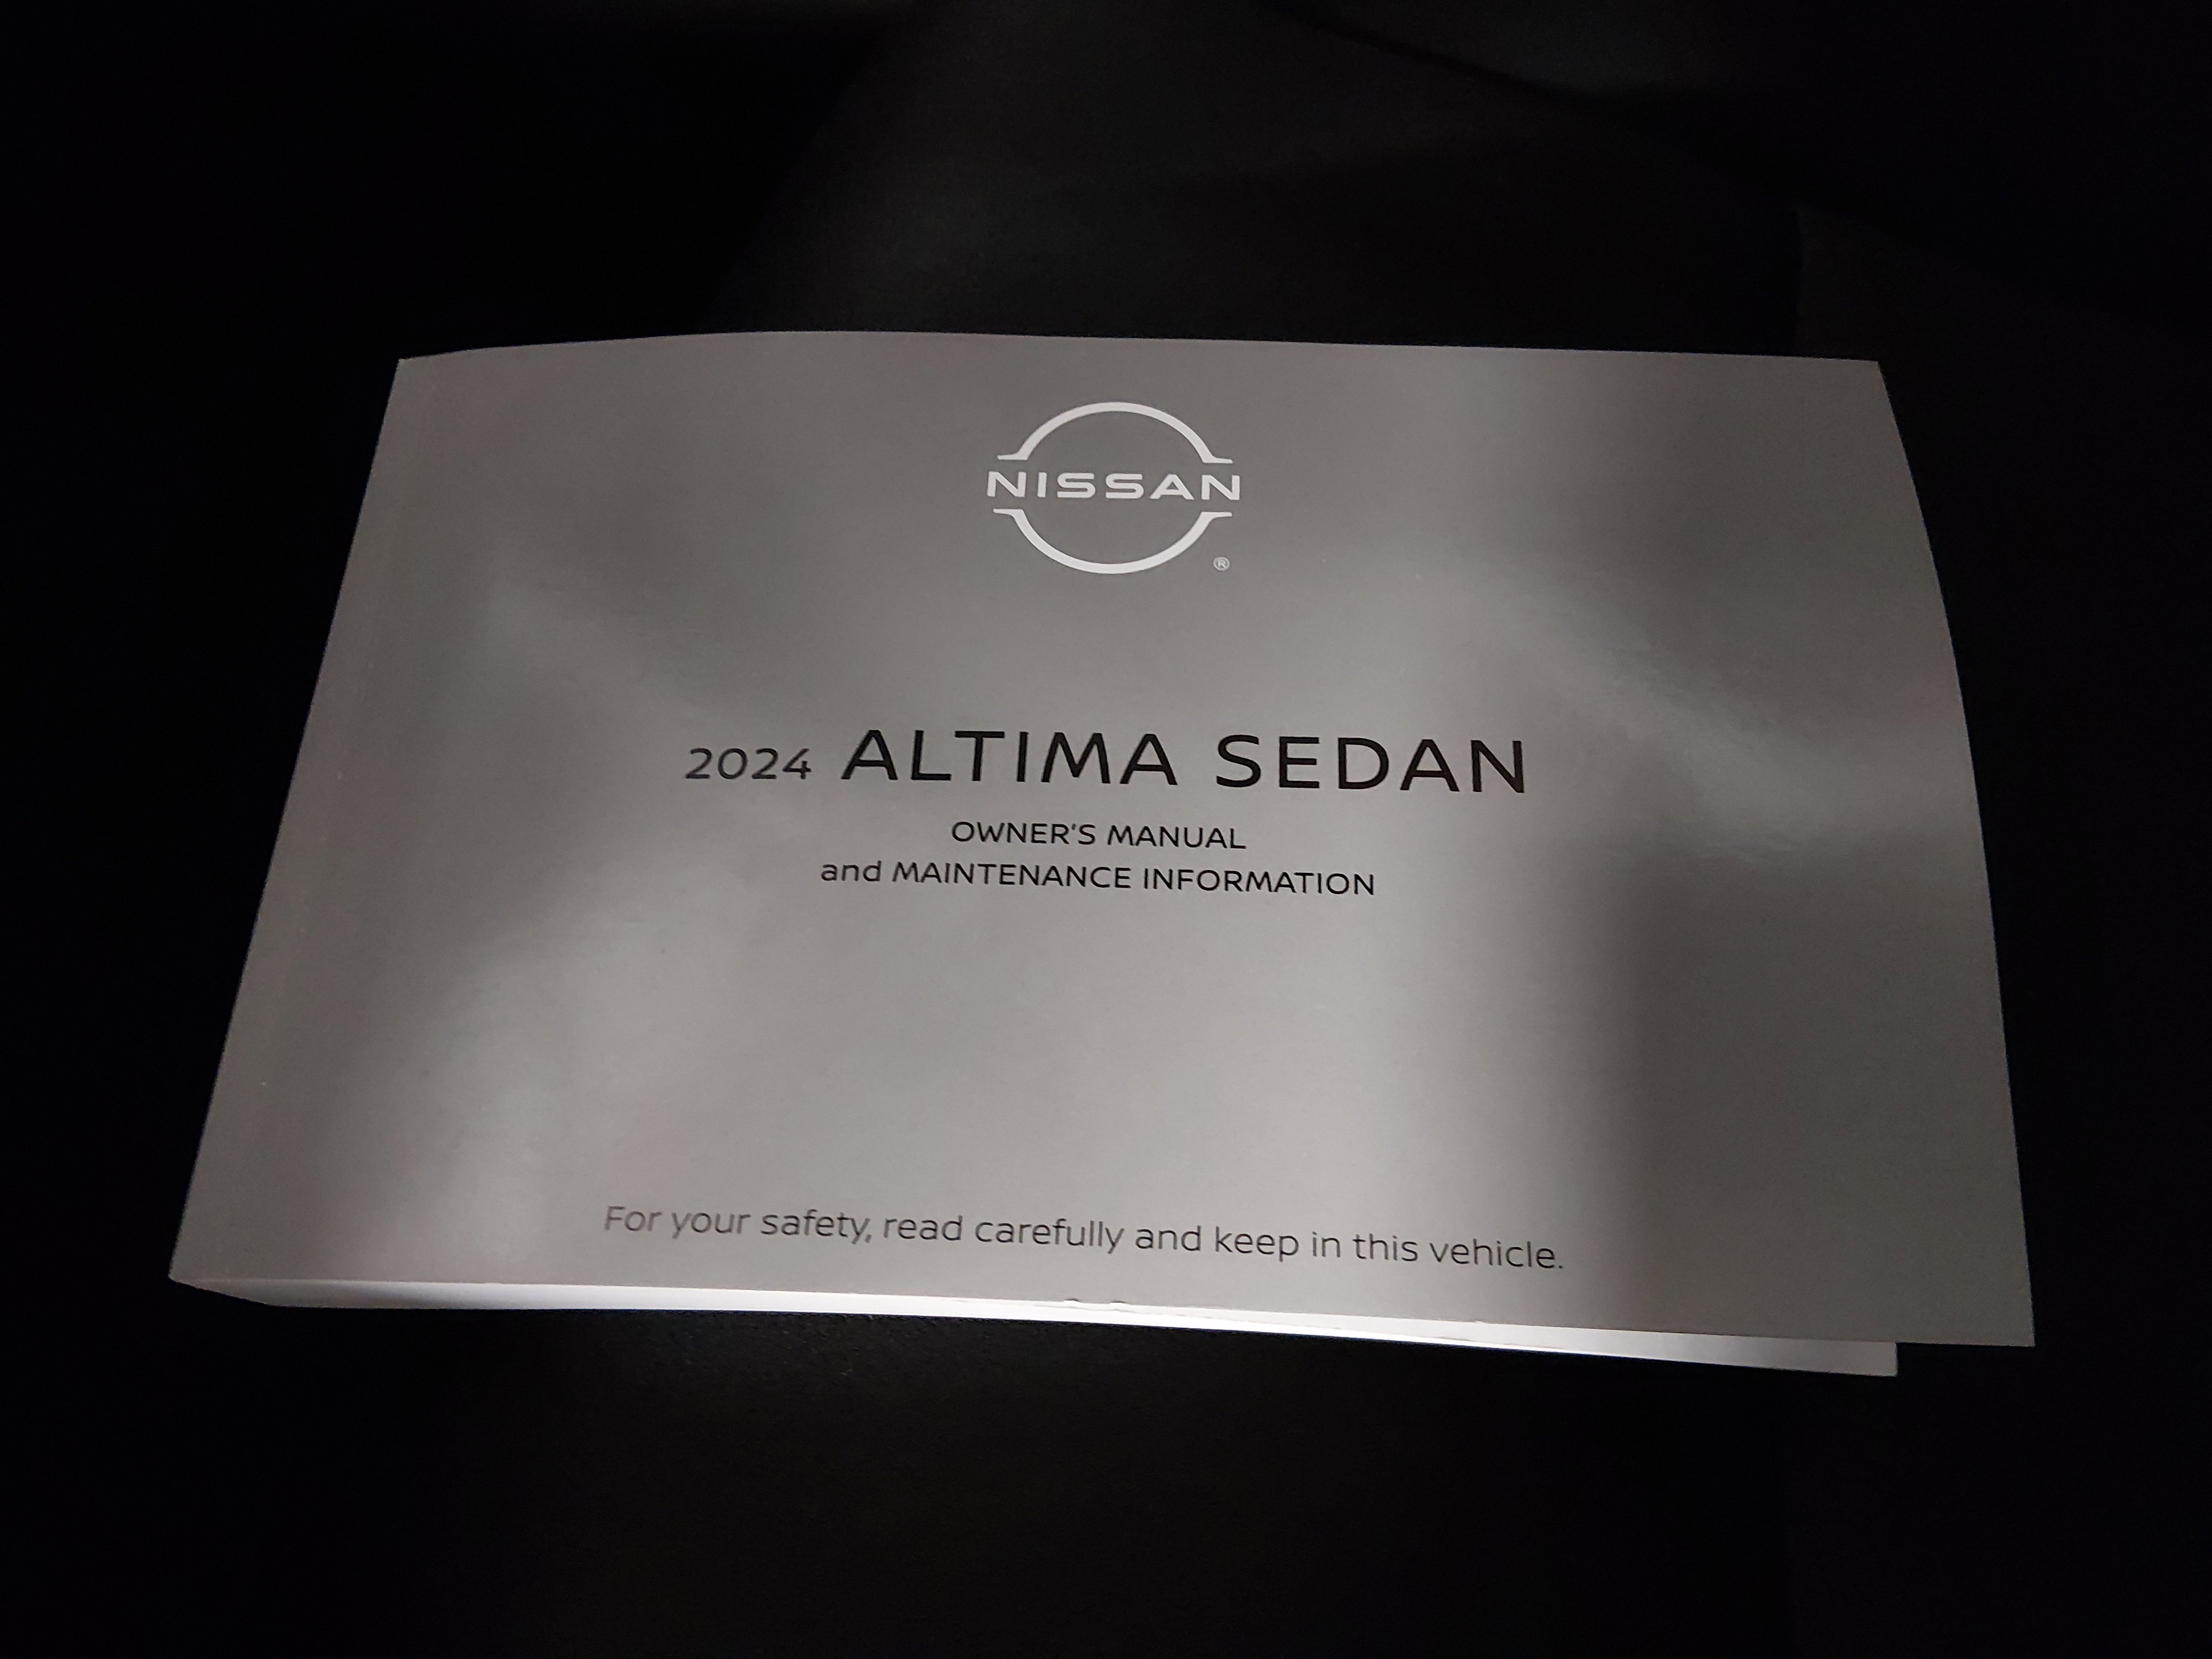 NISSAN
®
2024 ALTIMA SEDAN
OWNER'S MANUAL
and MAINTENANCE INFORMATION
For your safety, read carefully and keep in this vehicle.